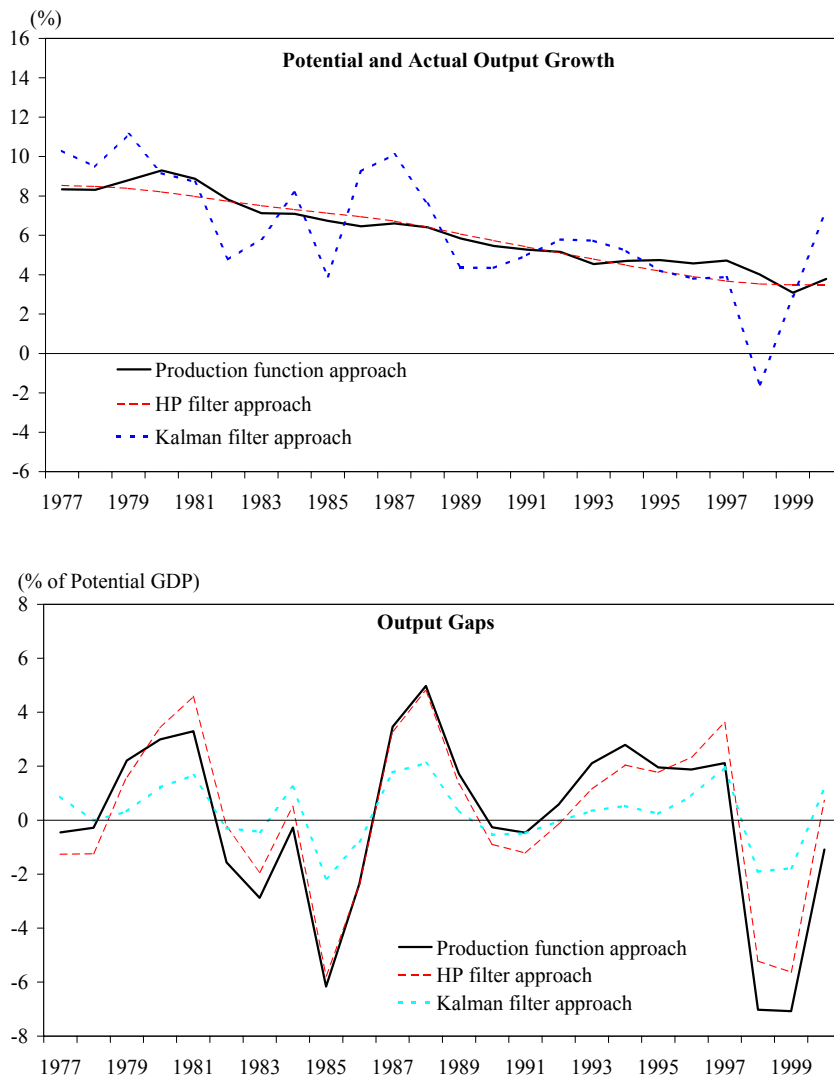 (%)
Potential and Actual Output Growth
16
14
12
10
8
6
4
2
0
-2
-4
-6
Production function approach
HP filter approach
Kalman filter approach
1977 1979 1981 1983 1985 1987 1989 1991 1993 1995 1997 1999
(% of Potential GDP)
Output Gaps
8
6
4
2
0
-2
-4
-6
-8
Production function approach
HP filter approach
Kalman filter approach
1977 1979 1981 1983 1985 1987 1989 1991 1993 1995 1997 1999